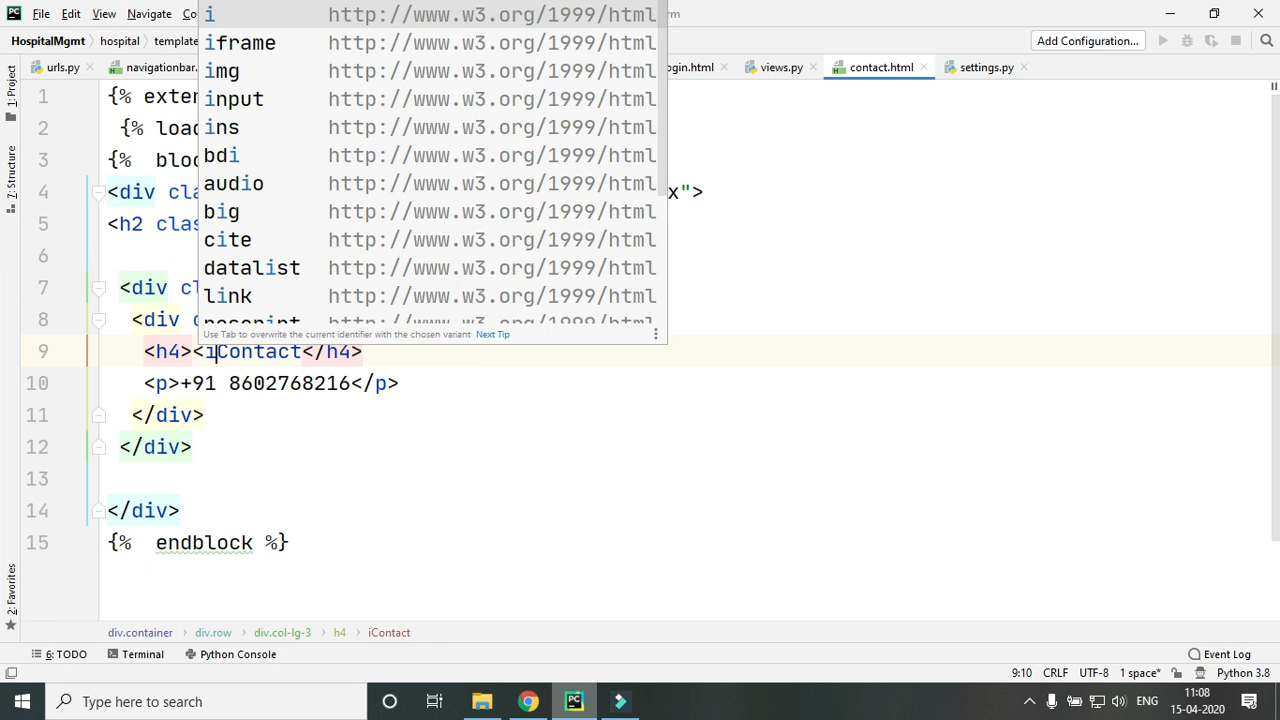 File Edit View Navigate Co
HospitalMgmt hospital template
Add Configuration...
urls.py navigationbar. ogin.html views.py contact.html settings.py
1: Project
7: Structure
2: Favorites
i http://www.w3.org/1999/html
iframe http://www.w3.org/1999/html
img http://www.w3.org/1999/html
input http://www.w3.org/1999/html
ins http://www.w3.org/1999/html
bdi http://www.w3.org/1999/html
audio http://www.w3.org/1999/html
big http://www.w3.org/1999/html
cite http://www.w3.org/1999/html
datalist http://www.w3.org/1999/html
link http://www.w3.org/1999/html
Use Tab to overwrite the current identifier with the chosen variant Next Tip
1 {% exter
2 {% load
3 {% bloc
4 <div cla x">
5 <h2 clas
6
7 <div cl
8 <div c
9 <h4><iContact</h4>
10 <p>+91 8602768216</p>
11 </div>
12 </div>
13
14 </div>
15 {% endblock %}
div.container div.row div.col-lg-3 h4 iContact
6: TODO Terminal Python Console Event Log
9:10 CRLF UTF-8 1 space* Python 3.8
Type here to search
ENG
11:08
15-04-2020